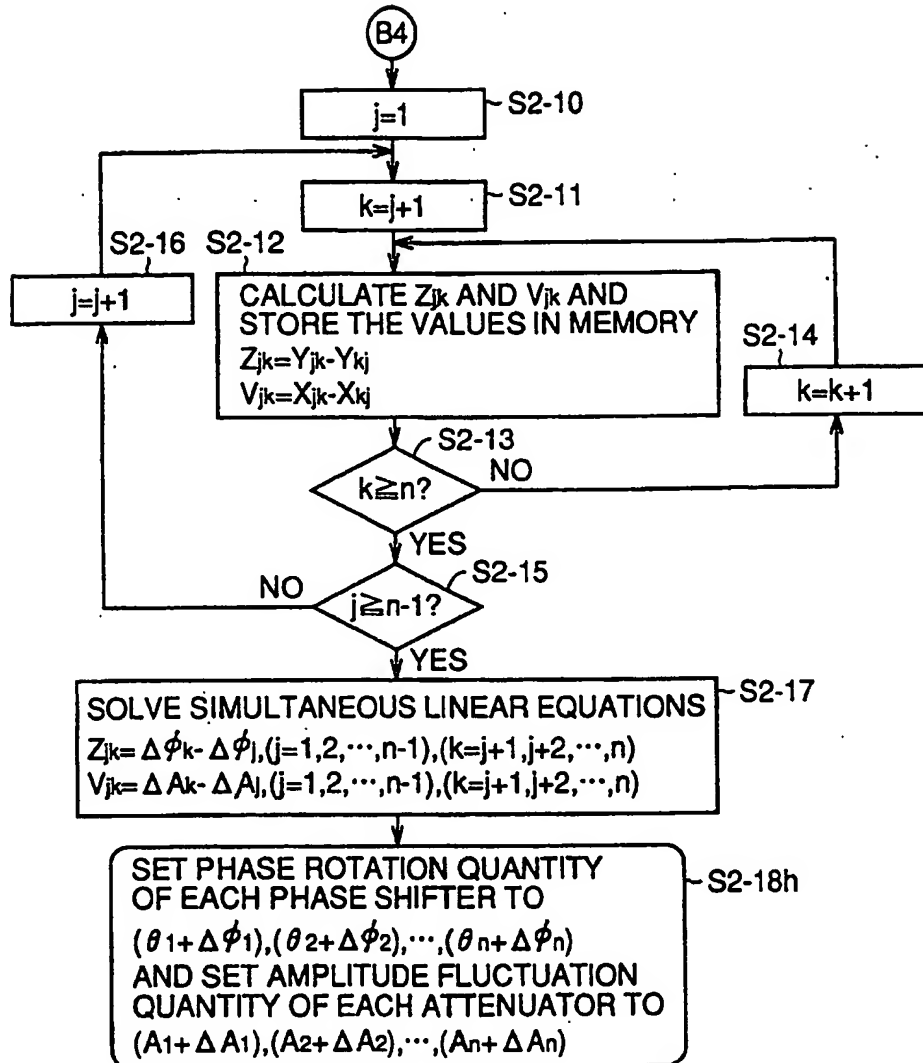 B4
j=1
S2-10
k=j+1
S2-11
S2-16
j=j+1
S2-12
CALCULATE Zjk AND Vjk AND
STORE THE VALUES IN MEMORY
Zjk=Yjk-Ykj
Vjk=Xjk-Xkj
S2-14
k=k+1
S2-13
k≧n?
NO
YES
S2-15
NO
j≧n-1?
YES
S2-17
SOLVE SIMULTANEOUS LINEAR EQUATIONS
Zjk=Δϕk-Δϕj,(j=1,2,···,n-1),(k=j+1,j+2,···,n)
Vjk=ΔAk-ΔAj,(j=1,2,···,n-1),(k=j+1,j+2,···,n)
S2-18h
SET PHASE ROTATION QUANTITY
OF EACH PHASE SHIFTER TO
(θ1+Δϕ1),(θ2+Δϕ2),···,(θn+Δϕn)
AND SET AMPLITUDE FLUCTUATION
QUANTITY OF EACH ATTENUATOR TO
(A1+ΔA1),(A2+ΔA2),···,(An+ΔAn)